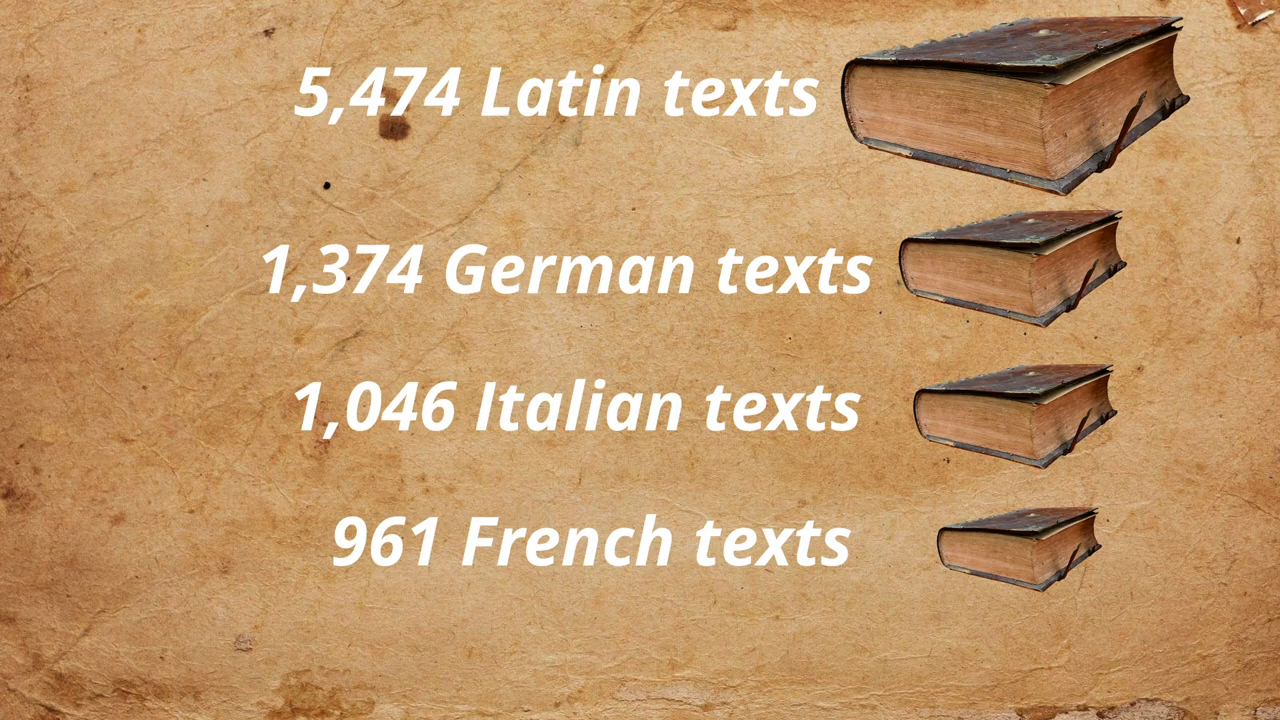 5,474 Latin texts
1,374 German texts
1,046 Italian texts
961 French texts